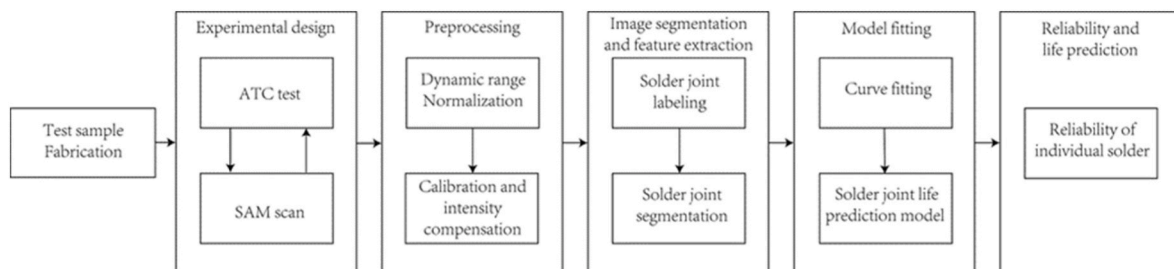 Test sample
Fabrication
Experimental design
ATC test
SAM scan
Preprocessing
Dynamic range
Normalization
Calibration and
intensity
compensation
Image segmentation
and feature extraction
Solder joint
labeling
Solder joint
segmentation
Model fitting
Curve fitting
Solder joint life
prediction model
Reliability and
life prediction
Reliability of
individual solder